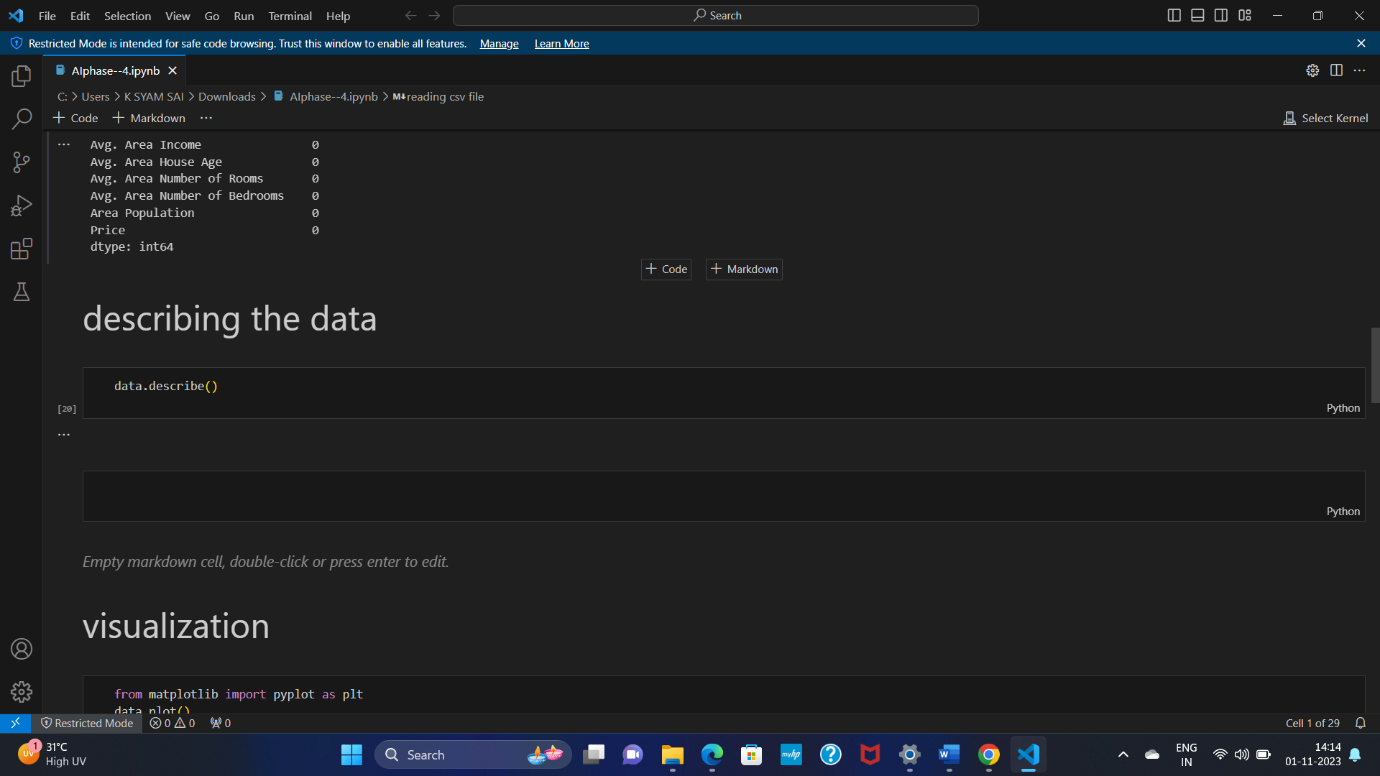 File Edit Selection View Go Run Terminal Help Search
Restricted Mode is intended for safe code browsing. Trust this window to enable all features. Manage Learn More
AIphase--4.ipynb
C: > Users > K SYAM SAI > Downloads > AIphase--4.ipynb > M↓reading csv file
+ Code + Markdown ... Select Kernel
... Avg. Area Income 0
Avg. Area House Age 0
Avg. Area Number of Rooms 0
Avg. Area Number of Bedrooms 0
Area Population 0
Price 0
dtype: int64
+ Code + Markdown
describing the data
data.describe()
[20] Python
...
Python
Empty markdown cell, double-click or press enter to edit.
visualization
from matplotlib import pyplot as plt
data.plot()
Restricted Mode 0 0 0 Cell 1 of 29
UV 1 31°C
High UV
Search
myhp
ENG
IN
14:14
01-11-2023